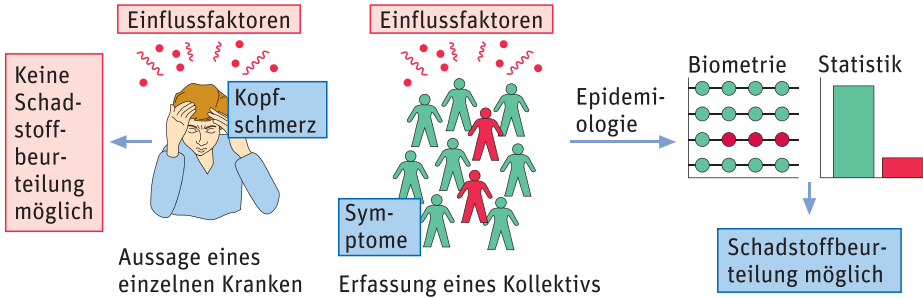 Einflussfaktoren
Keine
Schad-
stoff-
beur-
teilung
möglich
Kopf-
schmerz
Aussage eines
einzelnen Kranken
Einflussfaktoren
Sym-
ptome
Erfassung eines Kollektivs
Epidemi-
ologie
Biometrie
Statistik
Schadstoffbeur-
teilung möglich